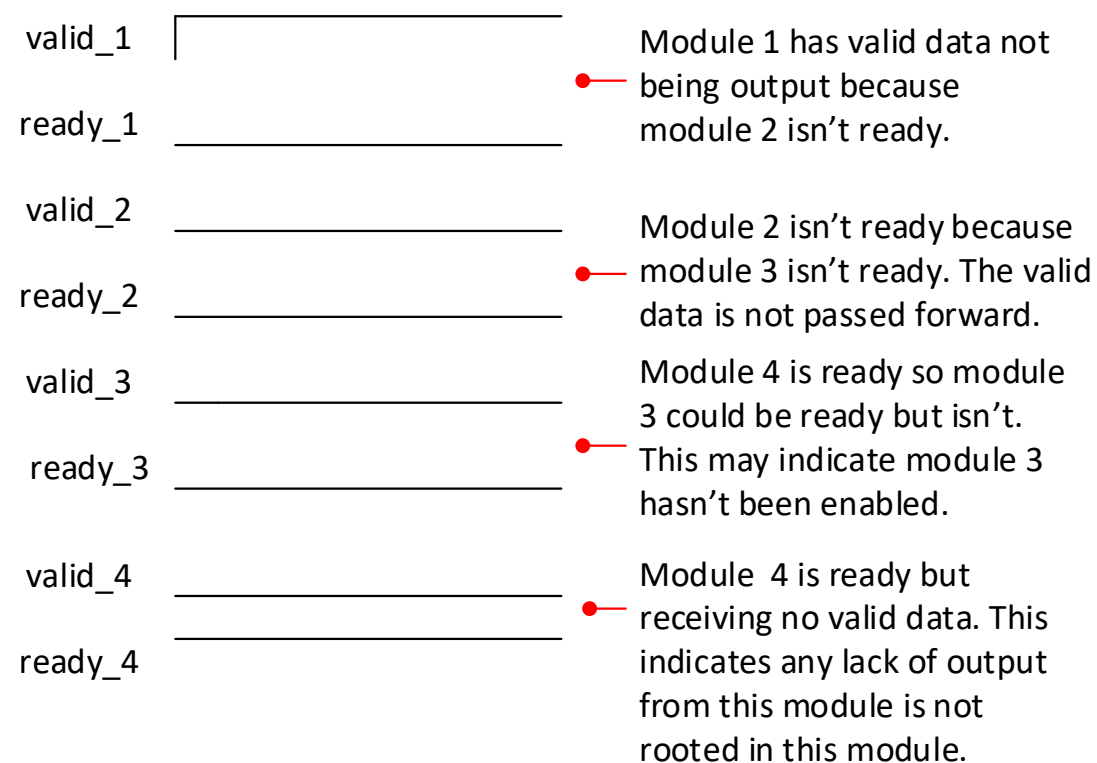 valid_1
Module 1 has valid data not
being output because
module 2 isn’t ready.
ready_1
valid_2
Module 2 isn’t ready because
module 3 isn’t ready. The valid
data is not passed forward.
ready_2
valid_3
Module 4 is ready so module
3 could be ready but isn’t.
This may indicate module 3
hasn’t been enabled.
ready_3
valid_4
Module  4 is ready but
receiving no valid data. This
indicates any lack of output
from this module is not
rooted in this module.
ready_4